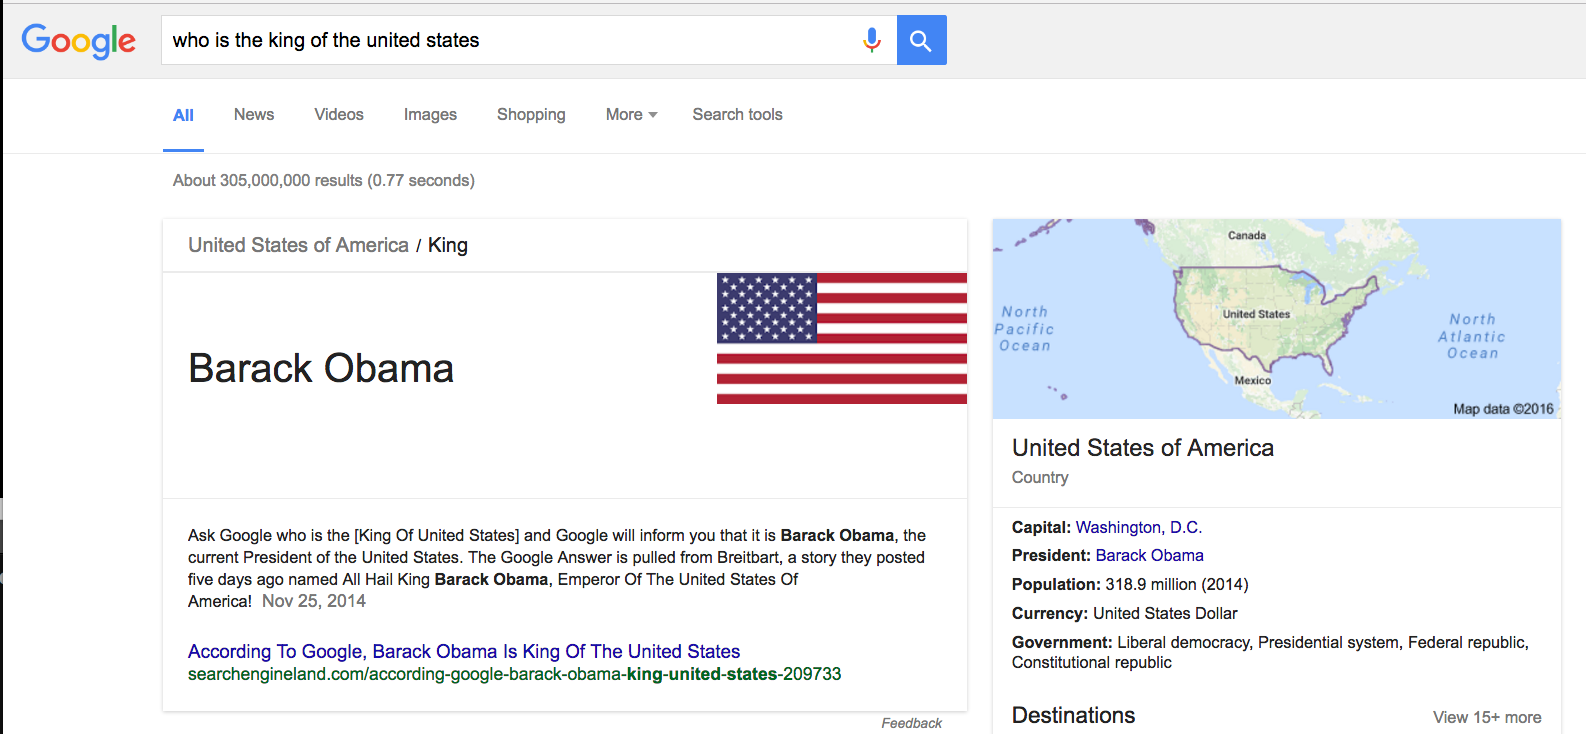 Google
who is the king of the united states
All News Videos Images Shopping More Search tools
About 305,000,000 results (0.77 seconds)
United States of America / King
Barack Obama
Ask Google who is the [King Of United States] and Google will inform you that it is Barack Obama, the
current President of the United States. The Google Answer is pulled from Breitbart, a story they posted
five days ago named All Hail King Barack Obama, Emperor Of The United States Of
America! Nov 25, 2014
According To Google, Barack Obama Is King Of The United States
searchengineland.com/according-google-barack-obama-king-united-states-209733
Feedback
Canada
United States
Mexico
North
Pacific
Ocean
North
Atlantic
Ocean
Map data ©2016
United States of America
Country
Capital: Washington, D.C.
President: Barack Obama
Population: 318.9 million (2014)
Currency: United States Dollar
Government: Liberal democracy, Presidential system, Federal republic,
Constitutional republic
Destinations
View 15+ more